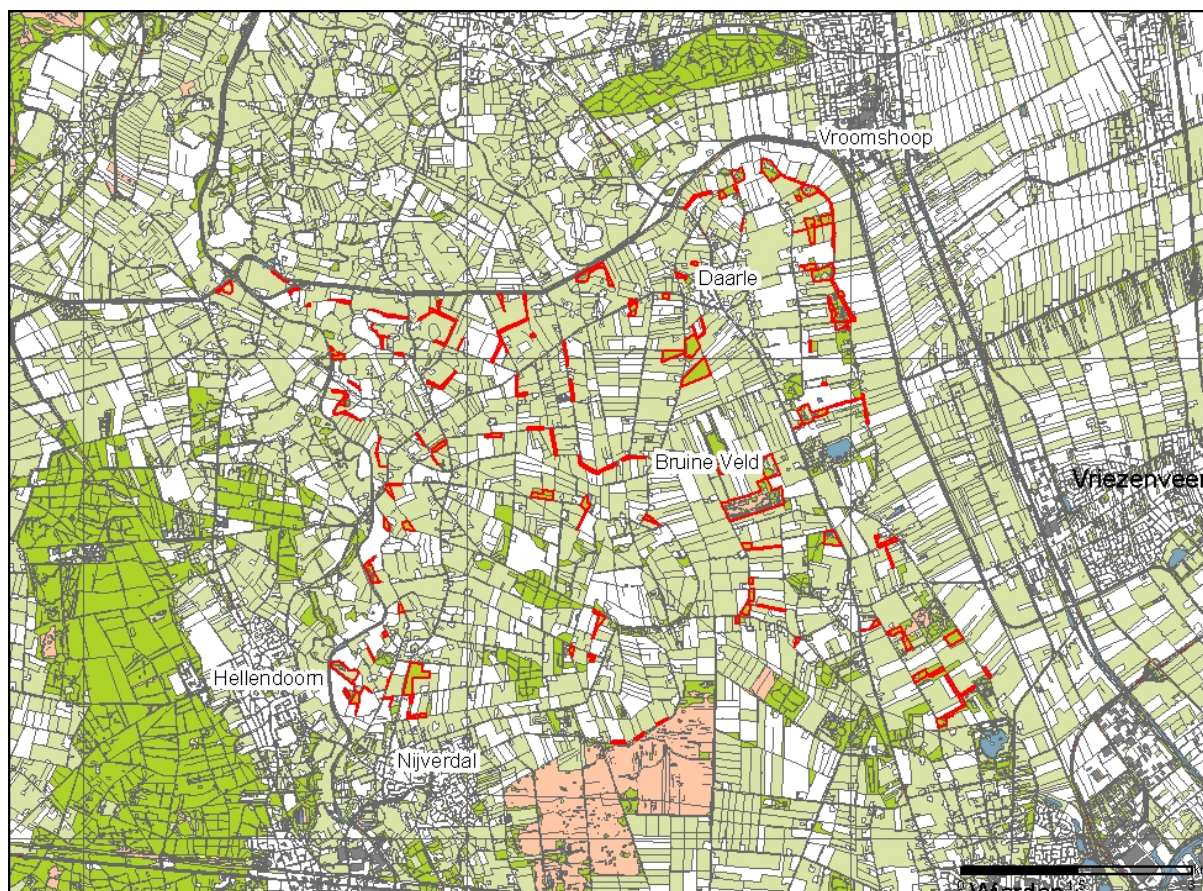 Vroomshoop
Daarle
Bruine Veld
Vriezenveen
Hellendoorn
Nijverdal